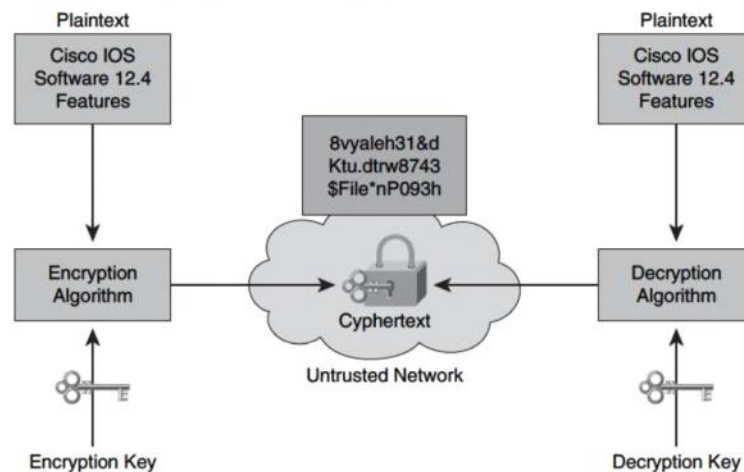 Plaintext
Cisco IOS
Software 12.4
Features
Plaintext
Cisco IOS
Software 12.4
Features
8vyaleh31&d
Ktu.dtrw8743
$File*nP093h
Encryption
Algorithm
Cyphertext
Decryption
Algorithm
Untrusted Network
Encryption Key
Decryption Key